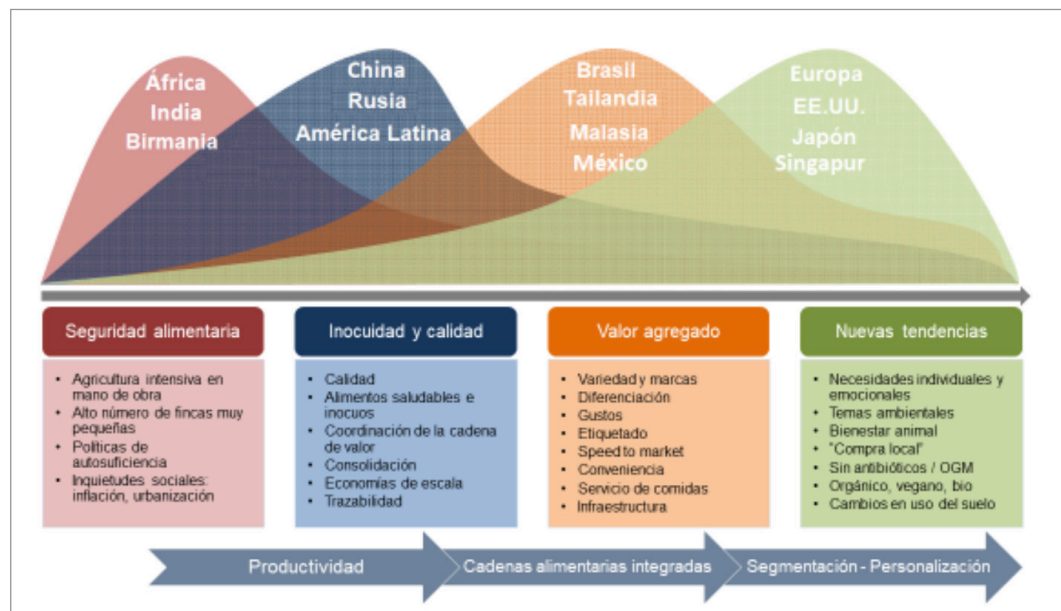 África
India
Birmania
China
Rusia
América Latina
Brasil
Tailandia
Malasia
México
Europa
EE.UU.
Japón
Singapur
Seguridad alimentaria
• Agricultura intensiva en
mano de obra
• Alto número de fincas muy
pequeñas
• Políticas de
autosuficiencia
• Inquietudes sociales:
inflación, urbanización
Inocuidad y calidad
• Calidad
• Alimentos saludables e
inocuos
• Coordinación de la cadena
de valor
• Consolidación
• Economías de escala
• Trazabilidad
Valor agregado
• Variedad y marcas
• Diferenciación
• Gustos
• Etiquetado
• Speed to market
• Conveniencia
• Servicio de comidas
• Infraestructura
Nuevas tendencias
• Necesidades individuales y
emocionales
• Temas ambientales
• Bienestar animal
• "Compra local"
• Sin antibióticos / OGM
• Orgánico, vegano, bio
• Cambios en uso del suelo
Productividad
Cadenas alimentarias integradas
Segmentación - Personalización